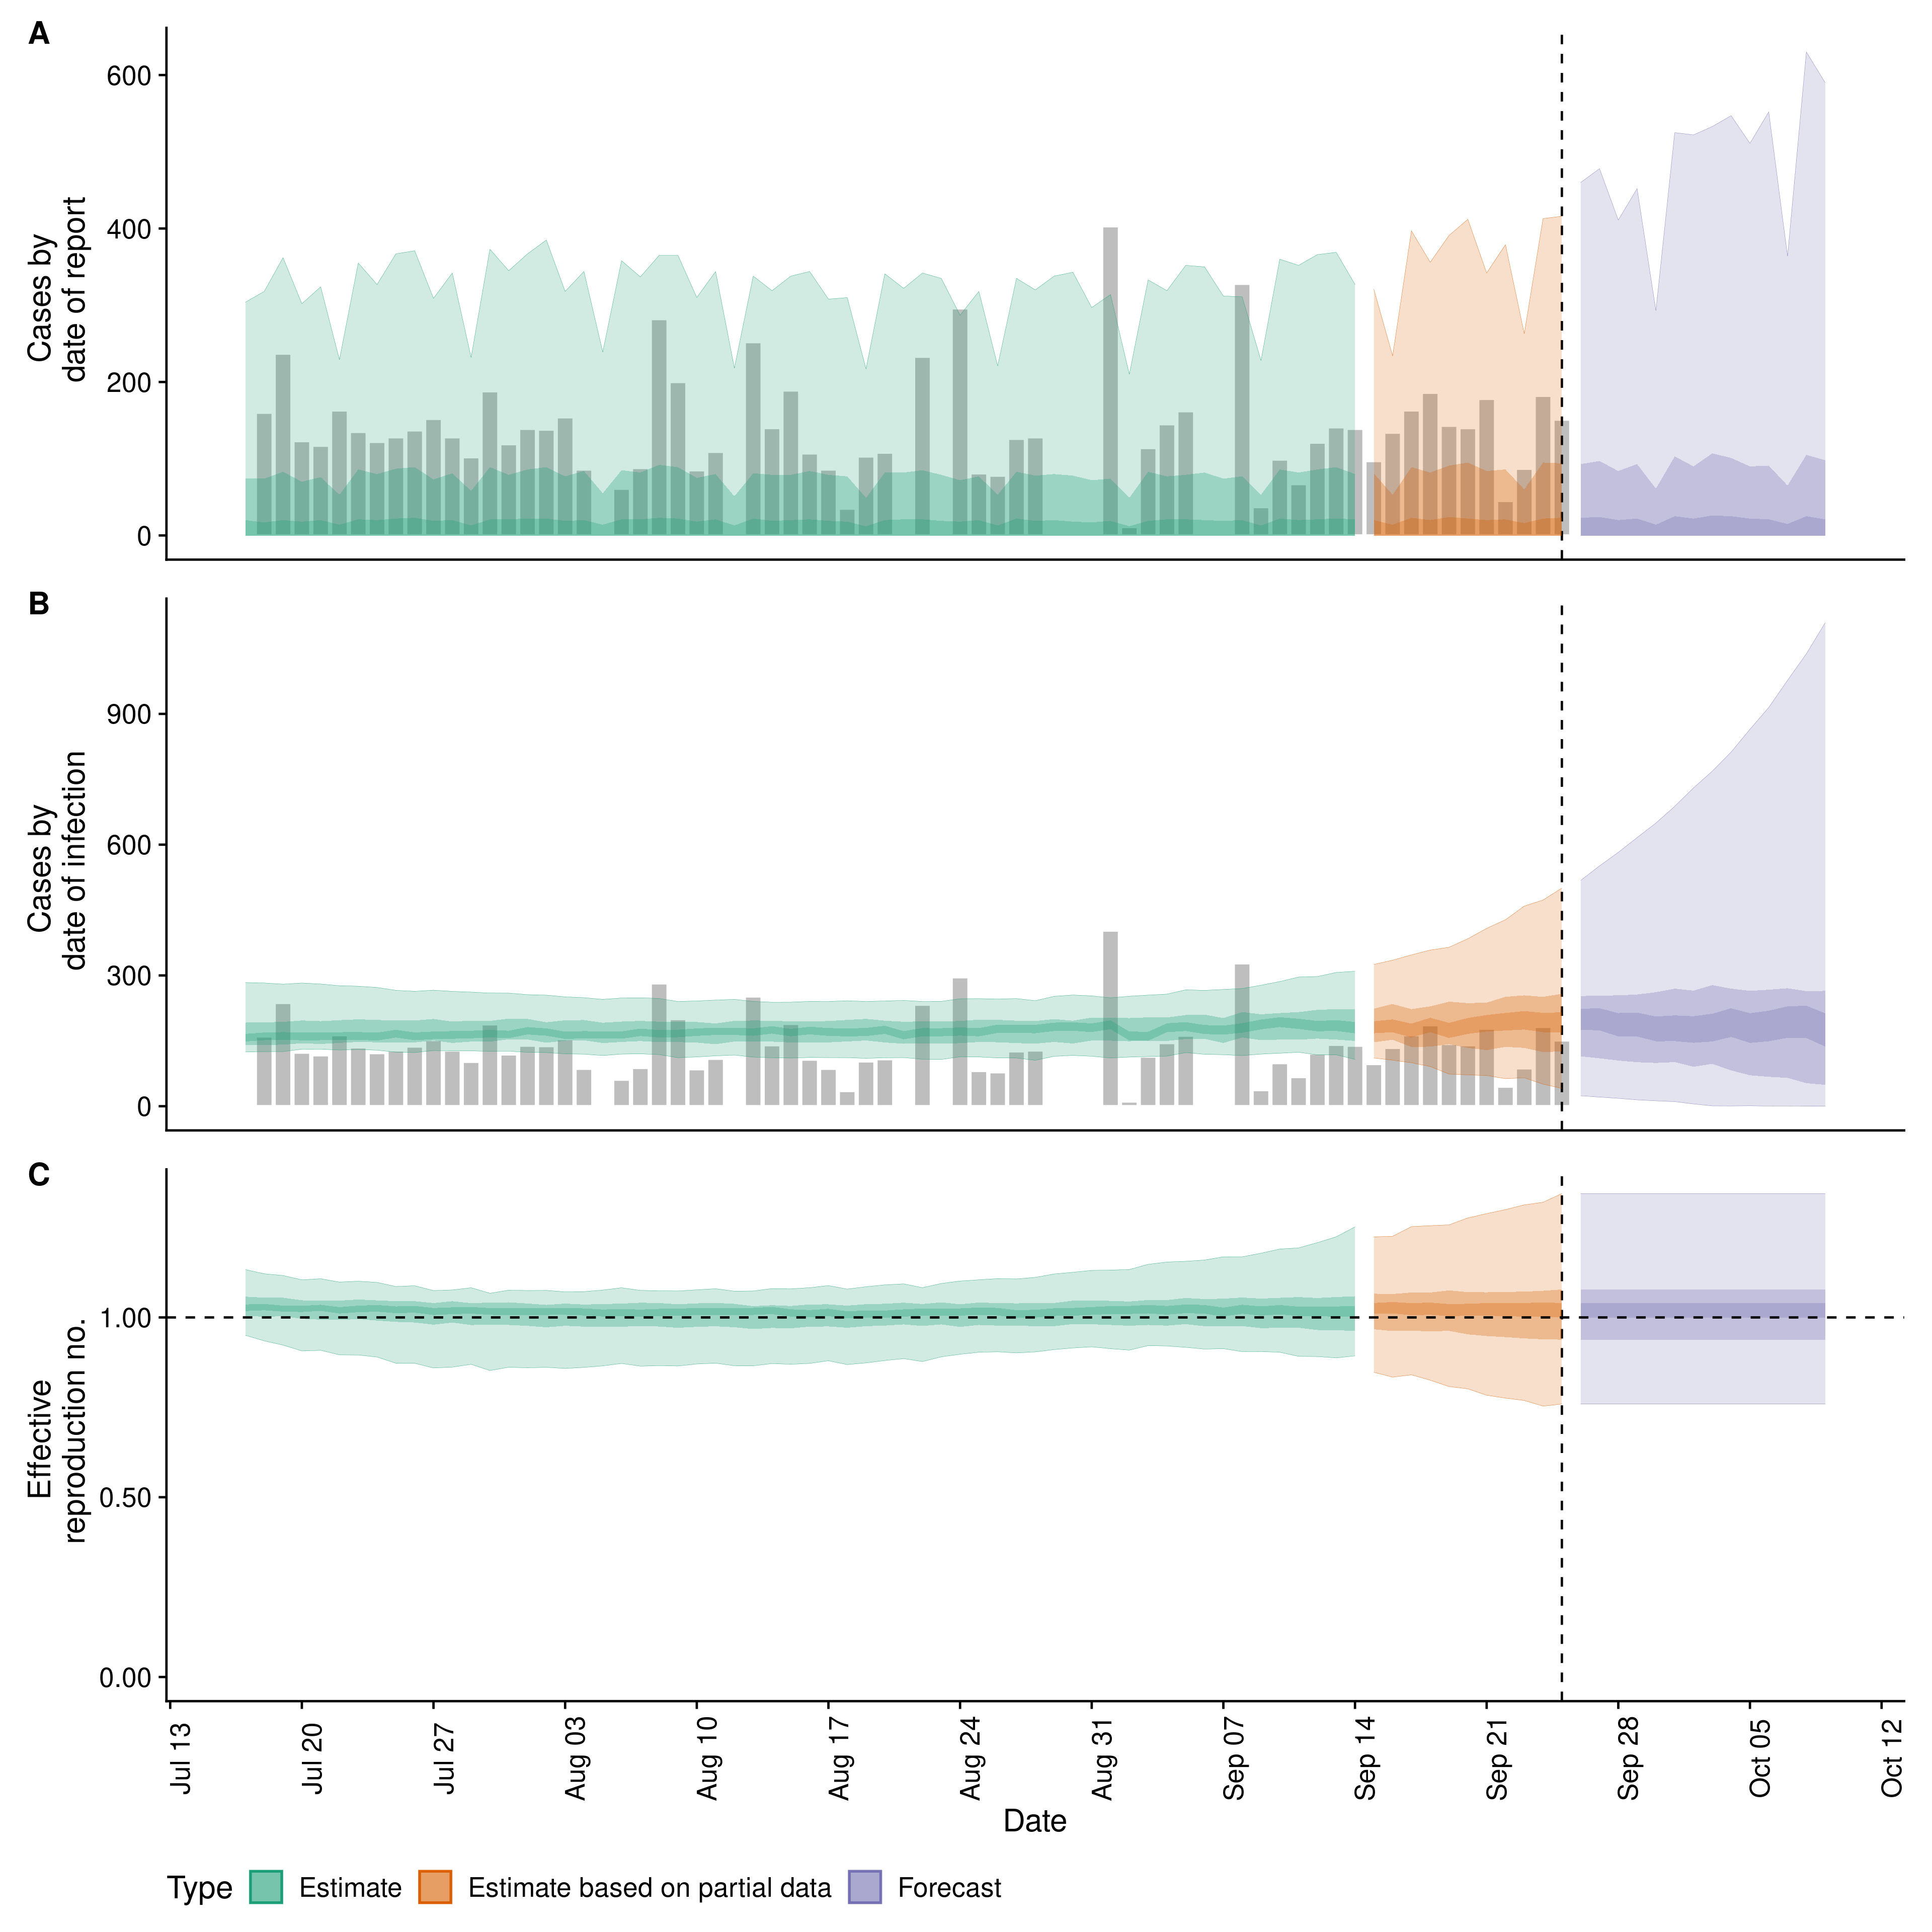 A
600
400
200
0
Cases by
date of report
B
900
600
300
0
Cases by
date of infection
C
1.00
0.50
0.00
Effective
reproduction no.
Jul 13
Jul 20
Jul 27
Aug 03
Aug 10
Aug 17
Aug 24
Aug 31
Sep 07
Sep 14
Sep 21
Sep 28
Oct 05
Oct 12
Date
Type Estimate Estimate based on partial data Forecast